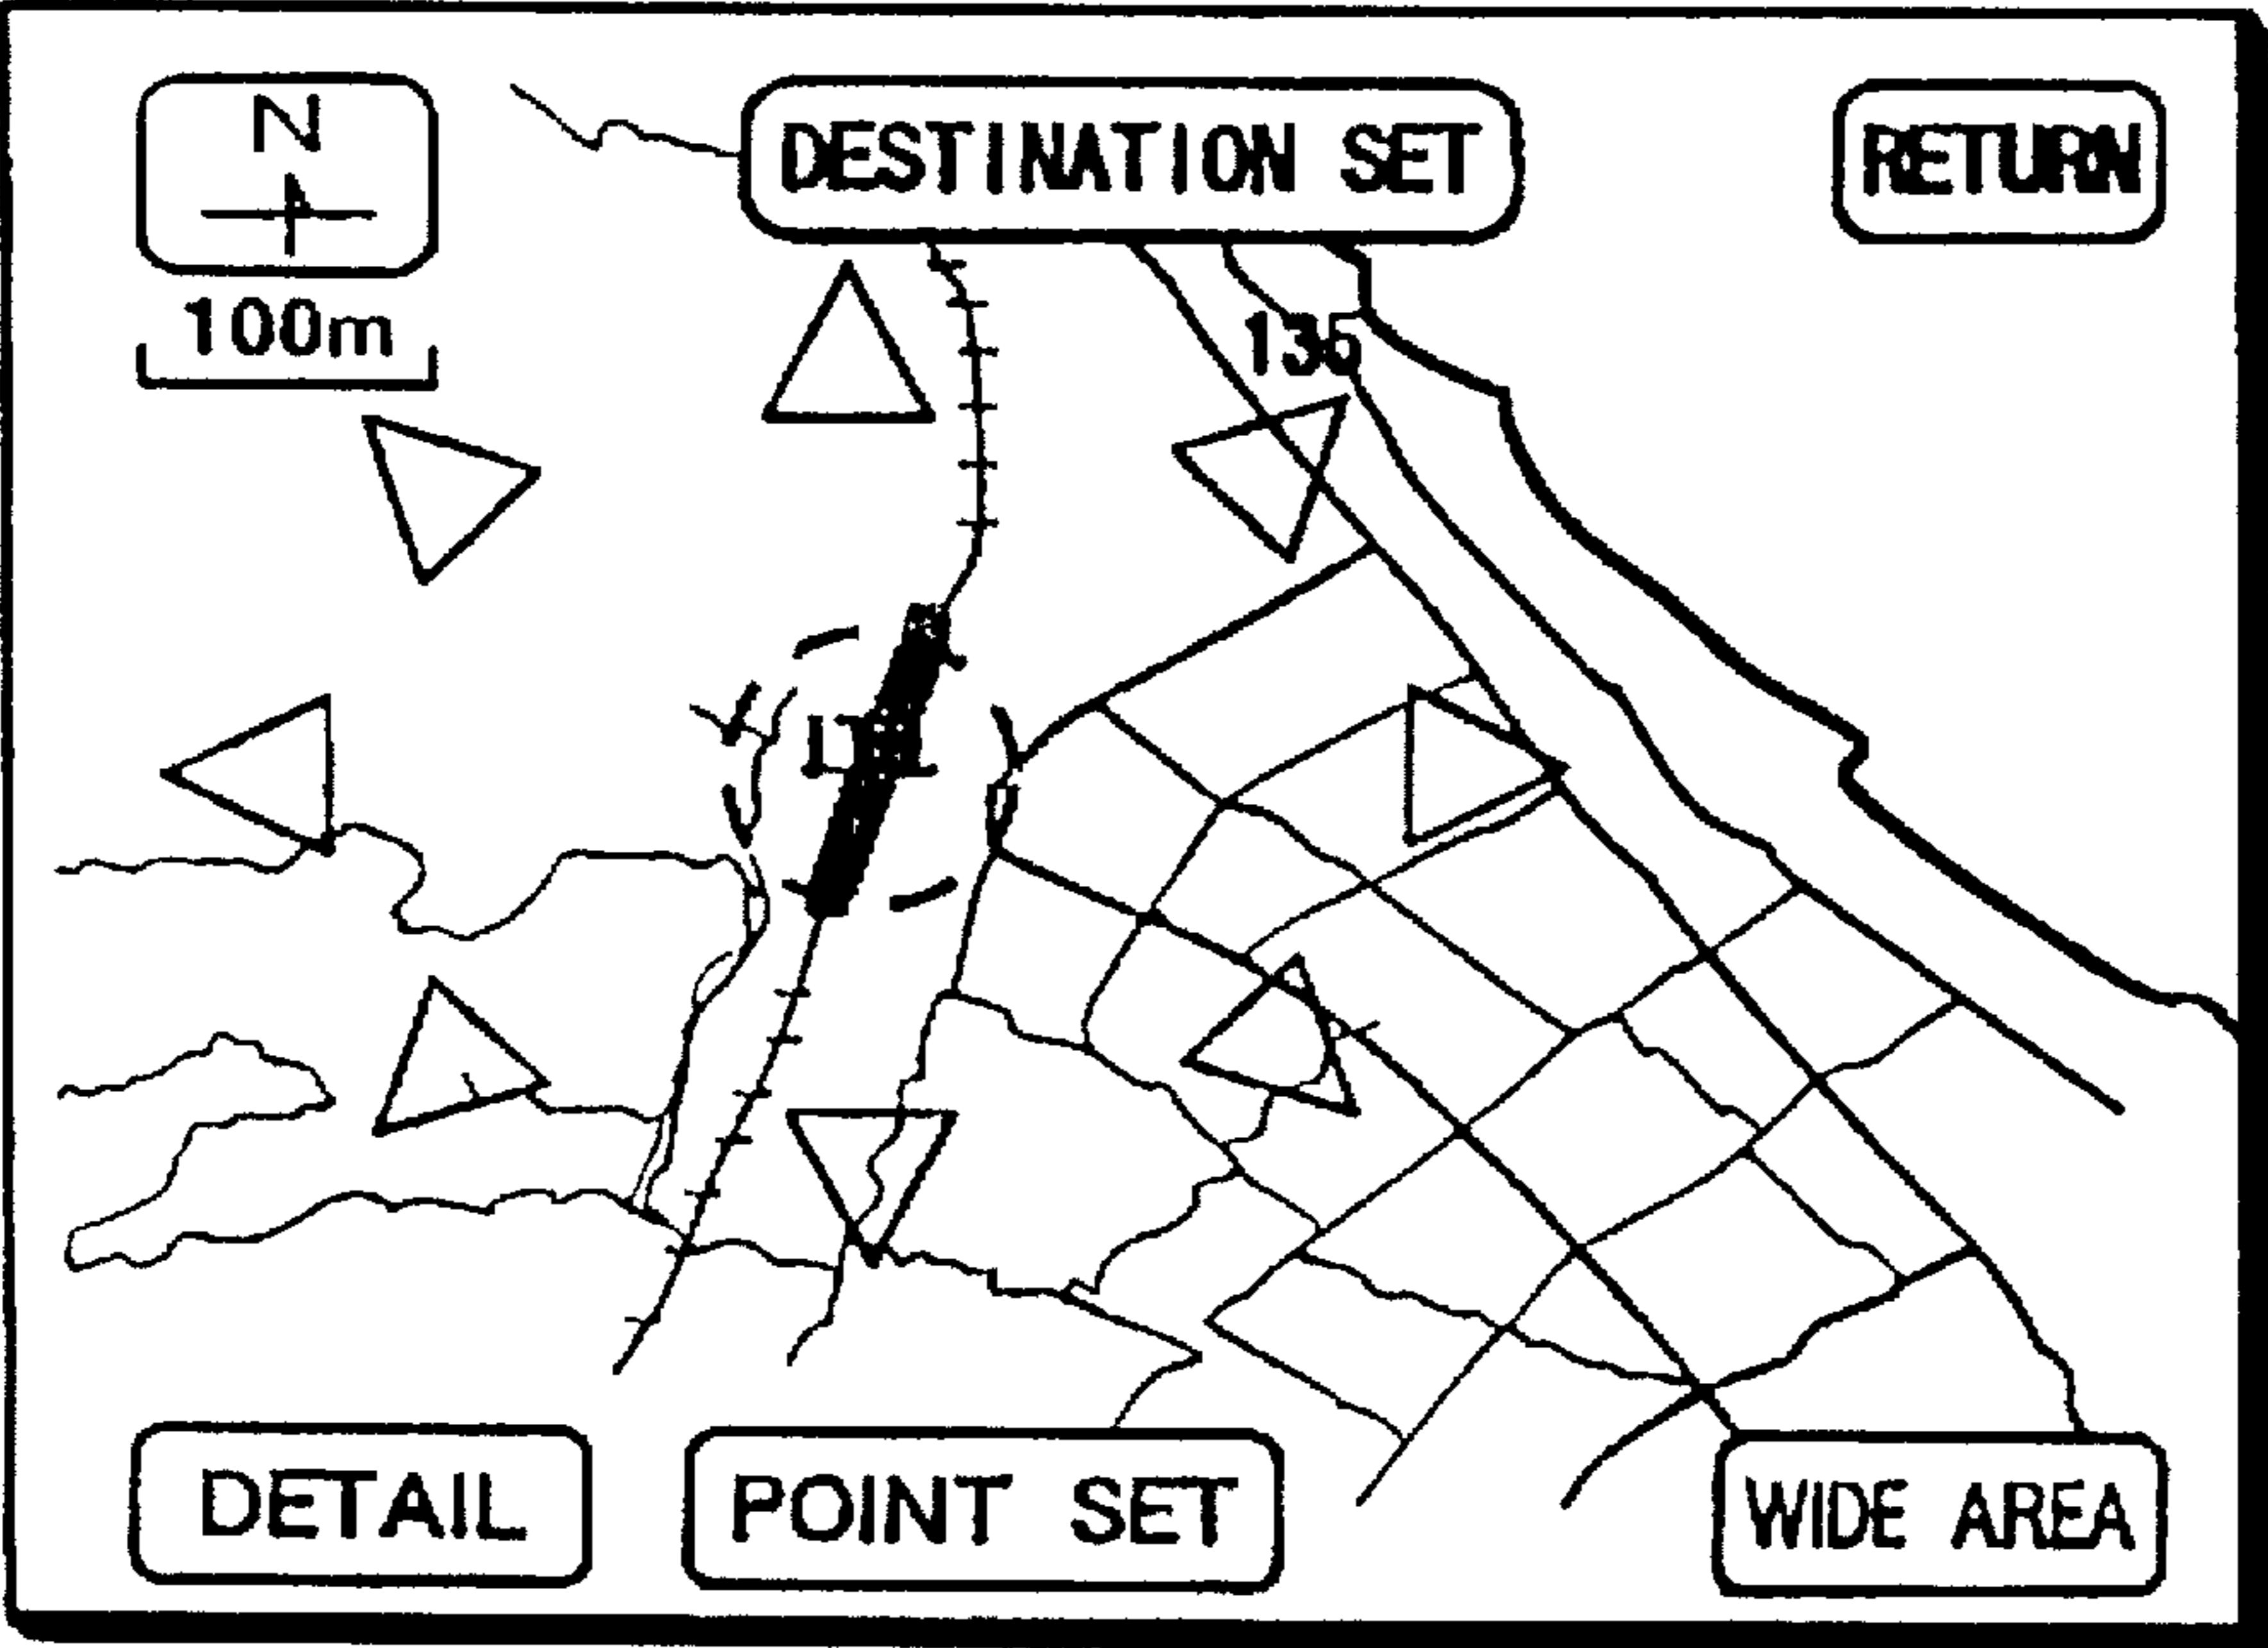 N
DESTINATION SET
RETURN
100m
135
DETAIL
POINT SET
WIDE AREA